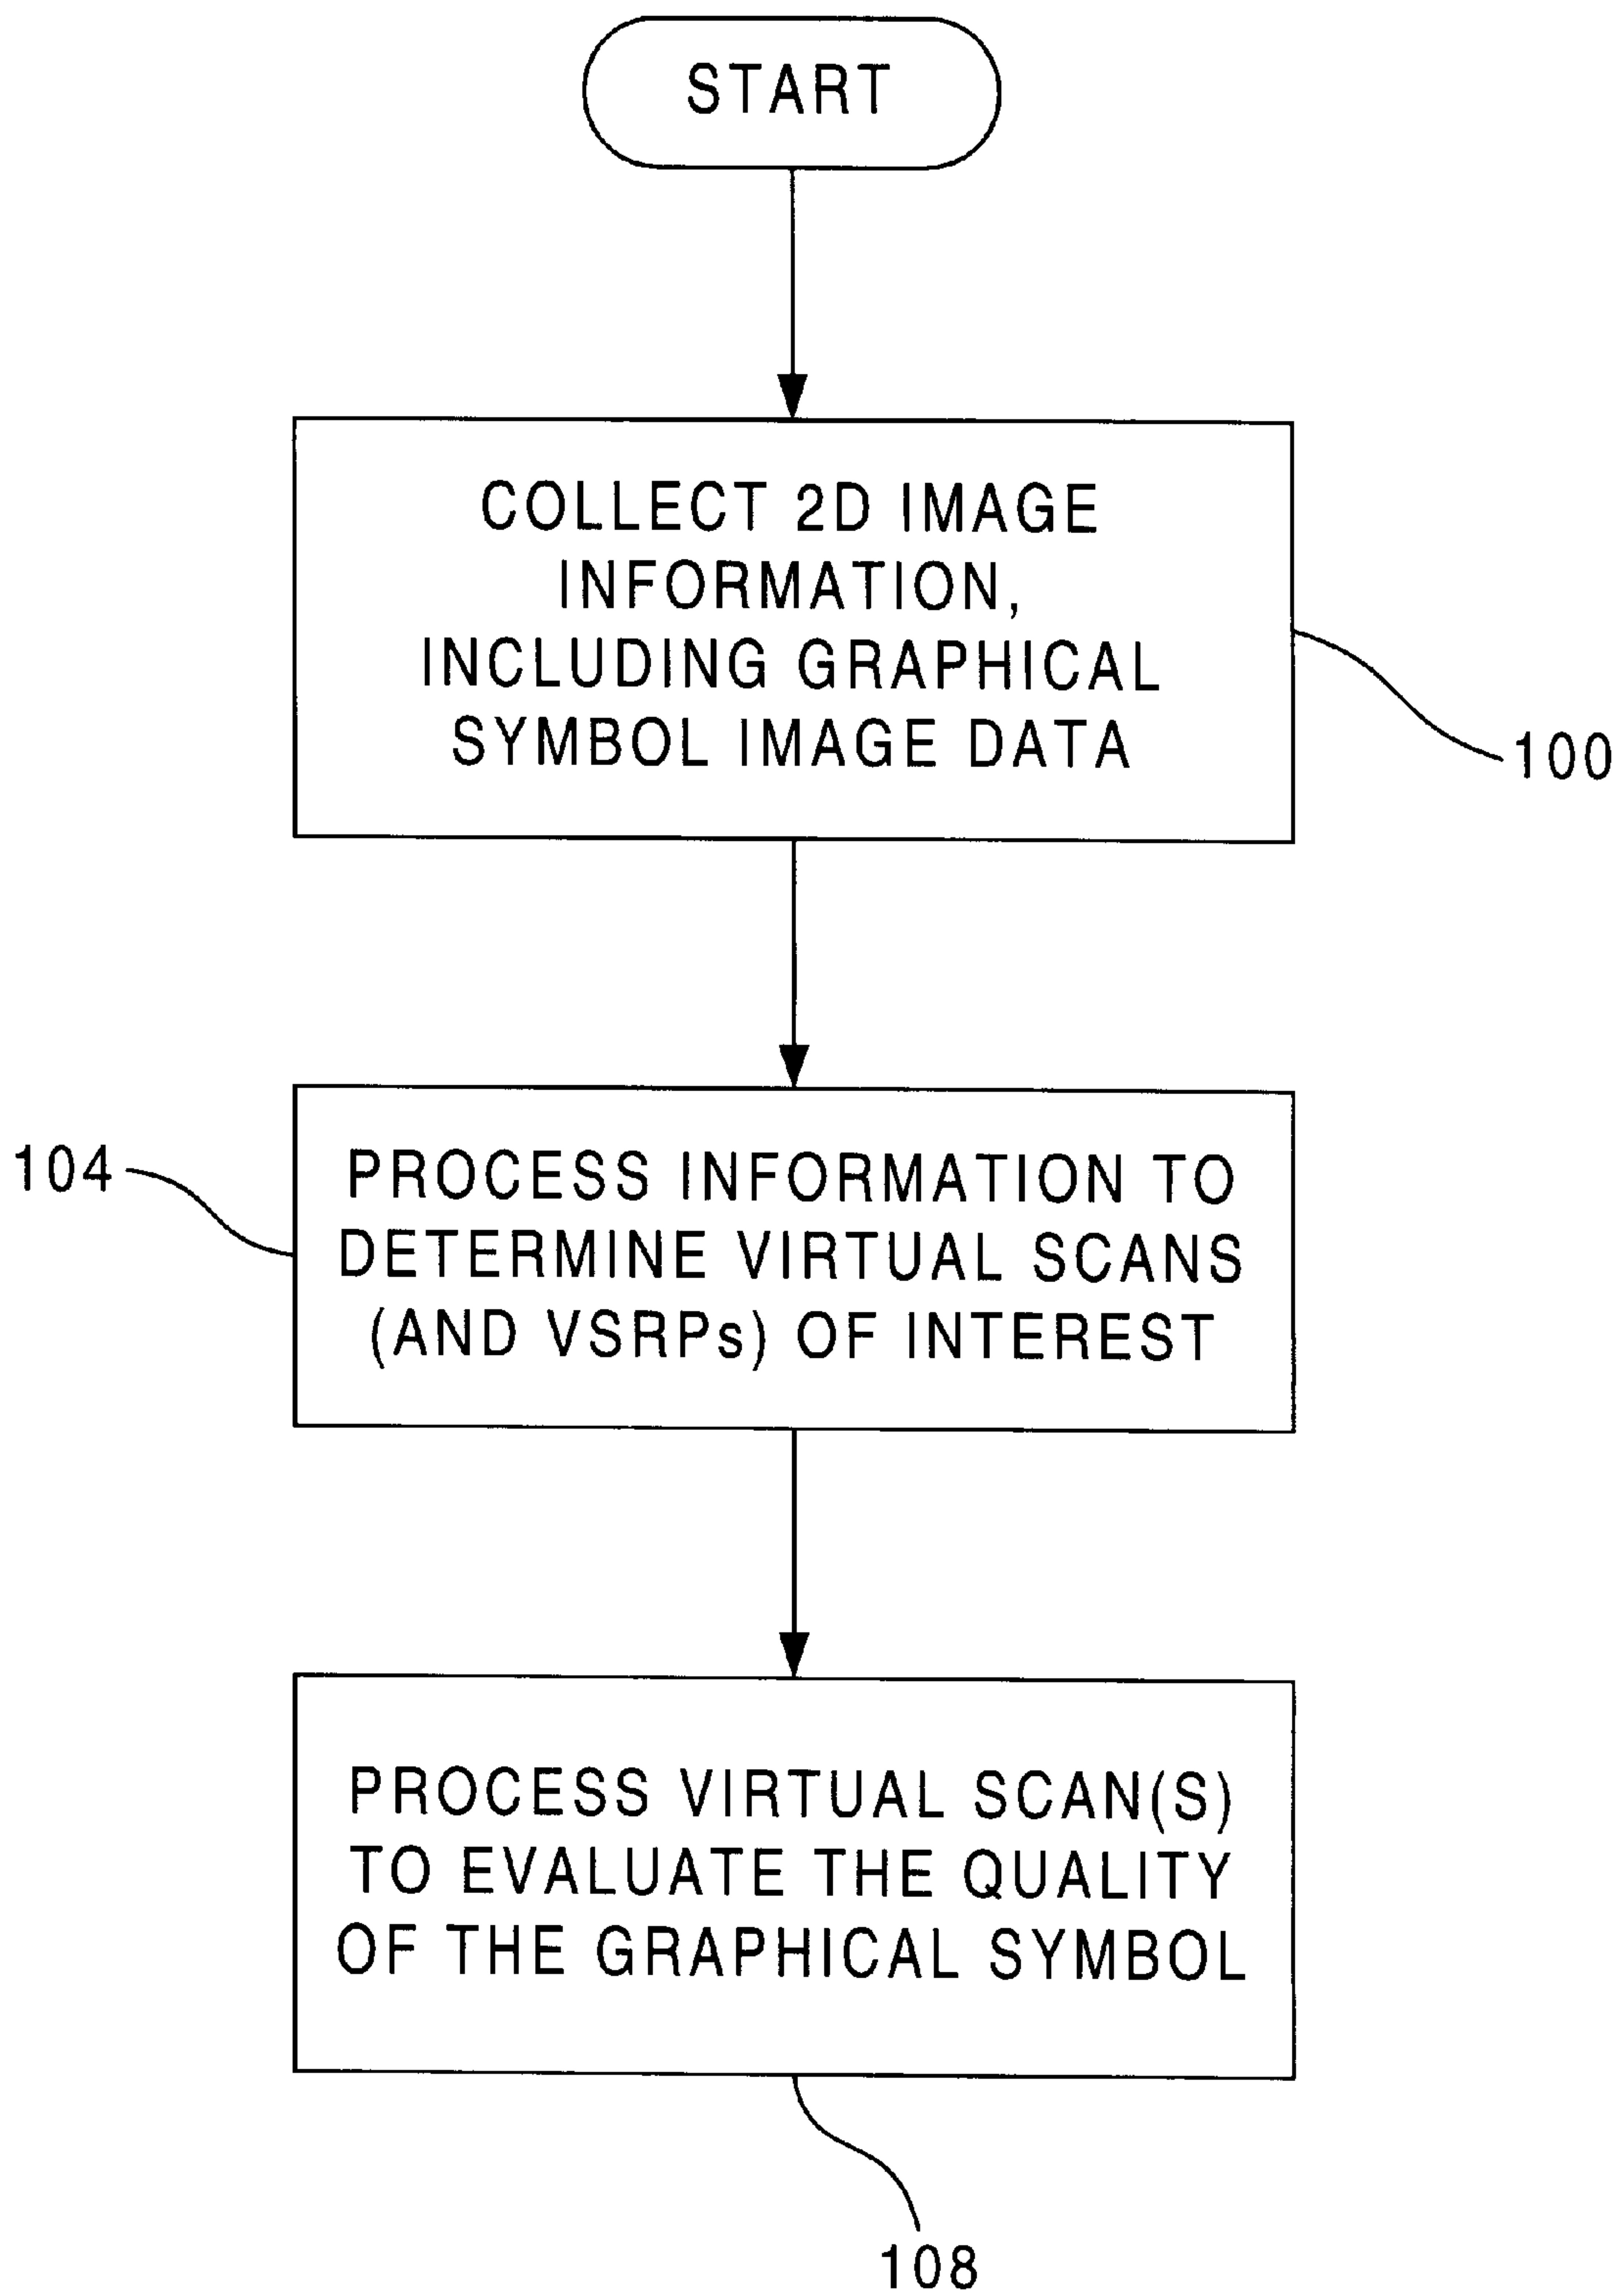 START
COLLECT 2D IMAGE
INFORMATION,
INCLUDING GRAPHICAL
SYMBOL IMAGE DATA
100
104
PROCESS INFORMATION TO
DETERMINE VIRTUAL SCANS
(AND VSRPs) OF INTEREST
PROCESS VIRTUAL SCAN(S)
TO EVALUATE THE QUALITY
OF THE GRAPHICAL SYMBOL
108